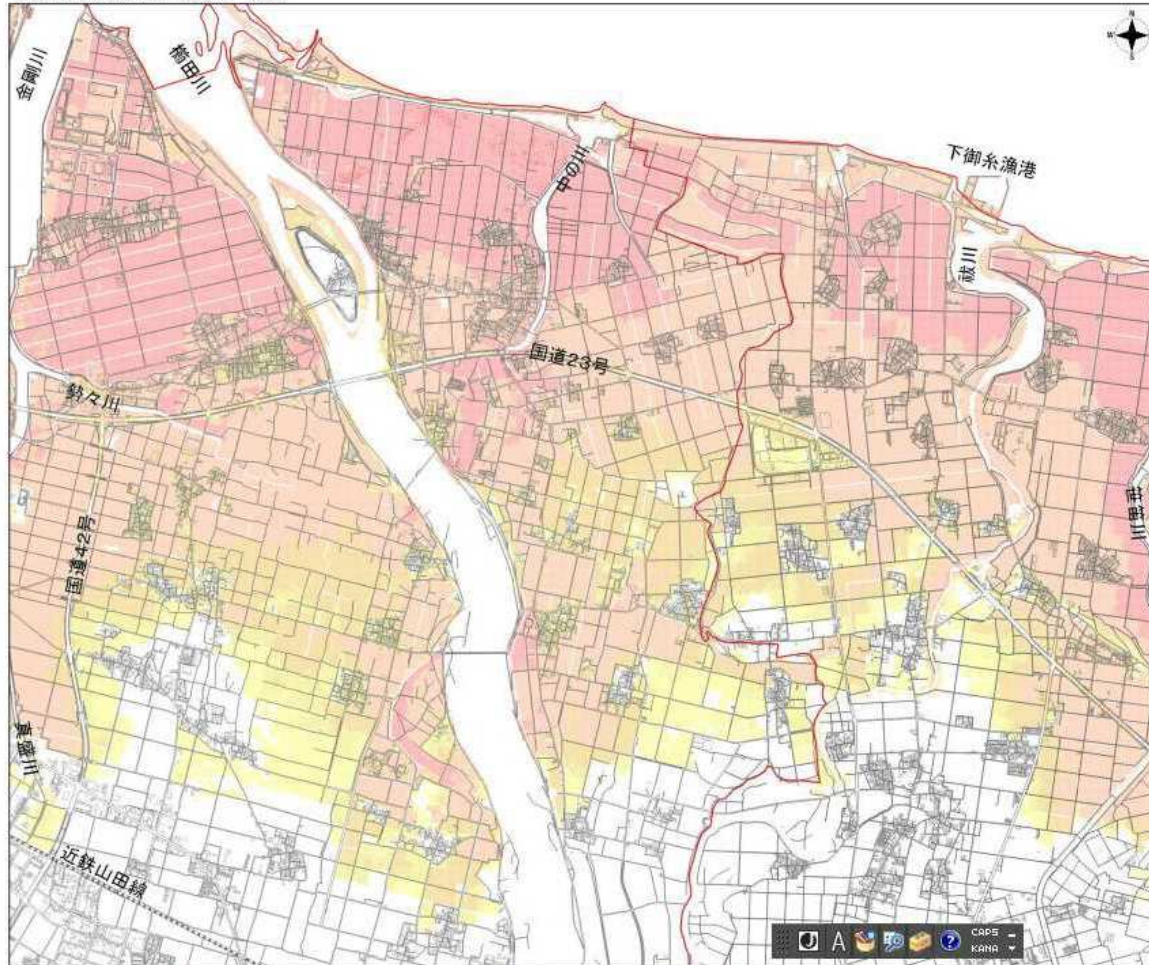 N
W
S
金剛川
櫛田川
中の川
下御糸漁港
祓川
国道23号
勢々川
国道42号
笹笛川
真盛川
近鉄山田線
A
?
CAPS
KANA